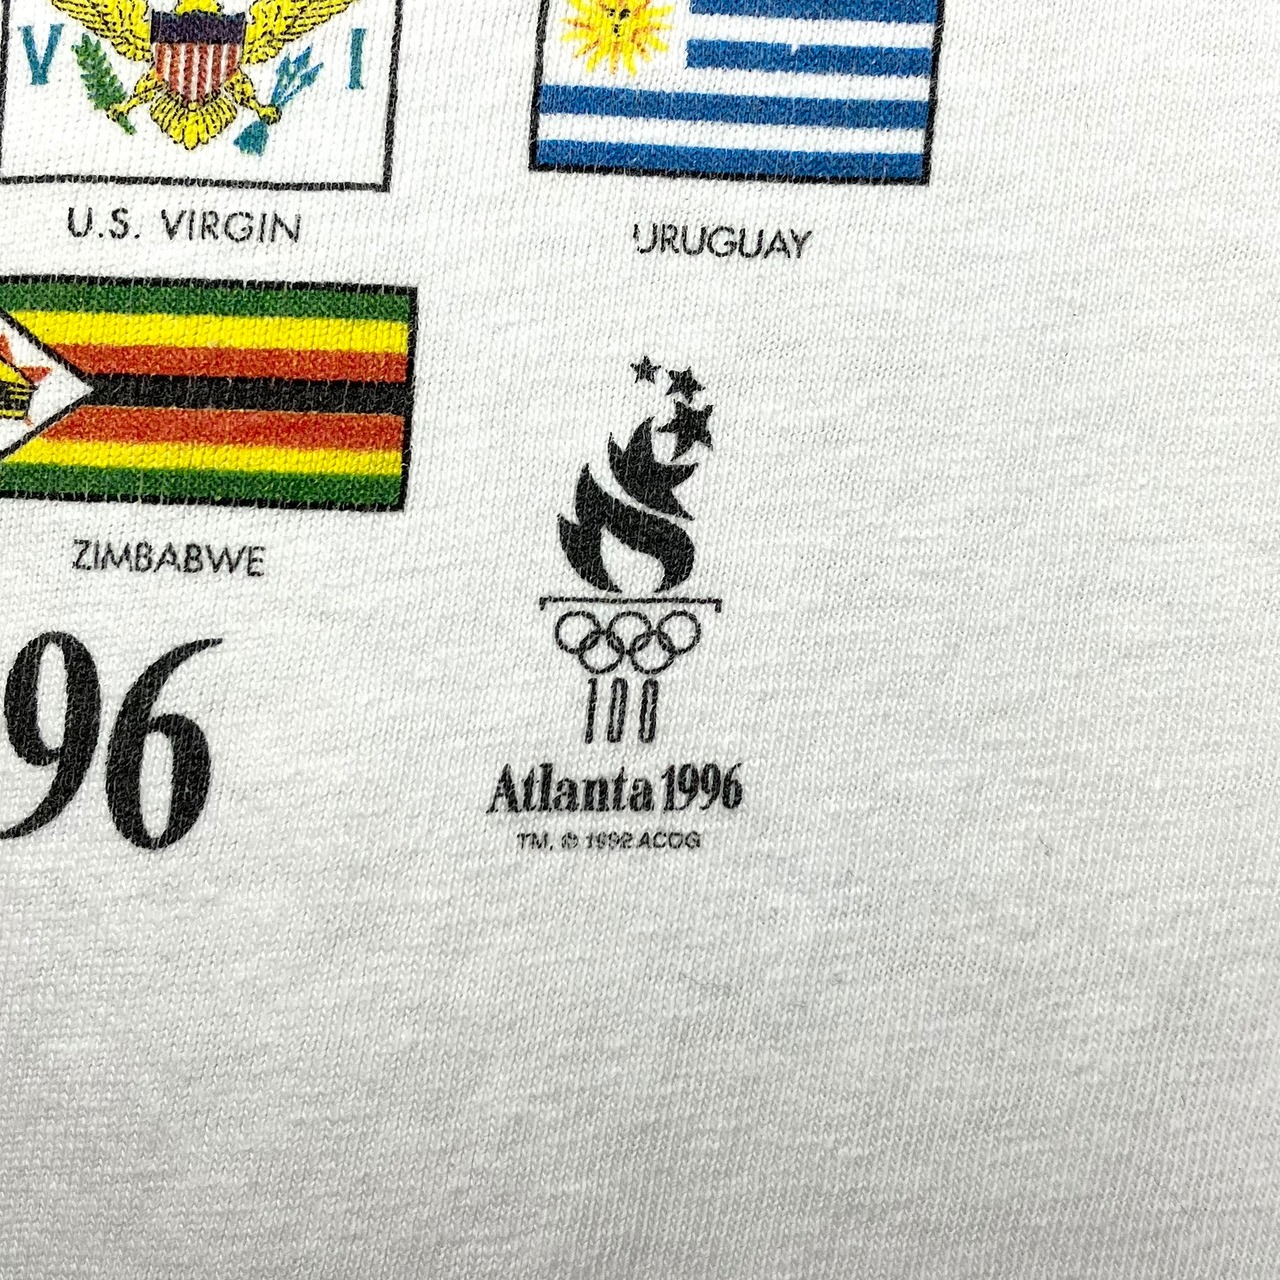 V I
U.S. VIRGIN
URUGUAY
ZIMBABWE
96
100
Atlanta 1996
TM, © 1992 ACOG